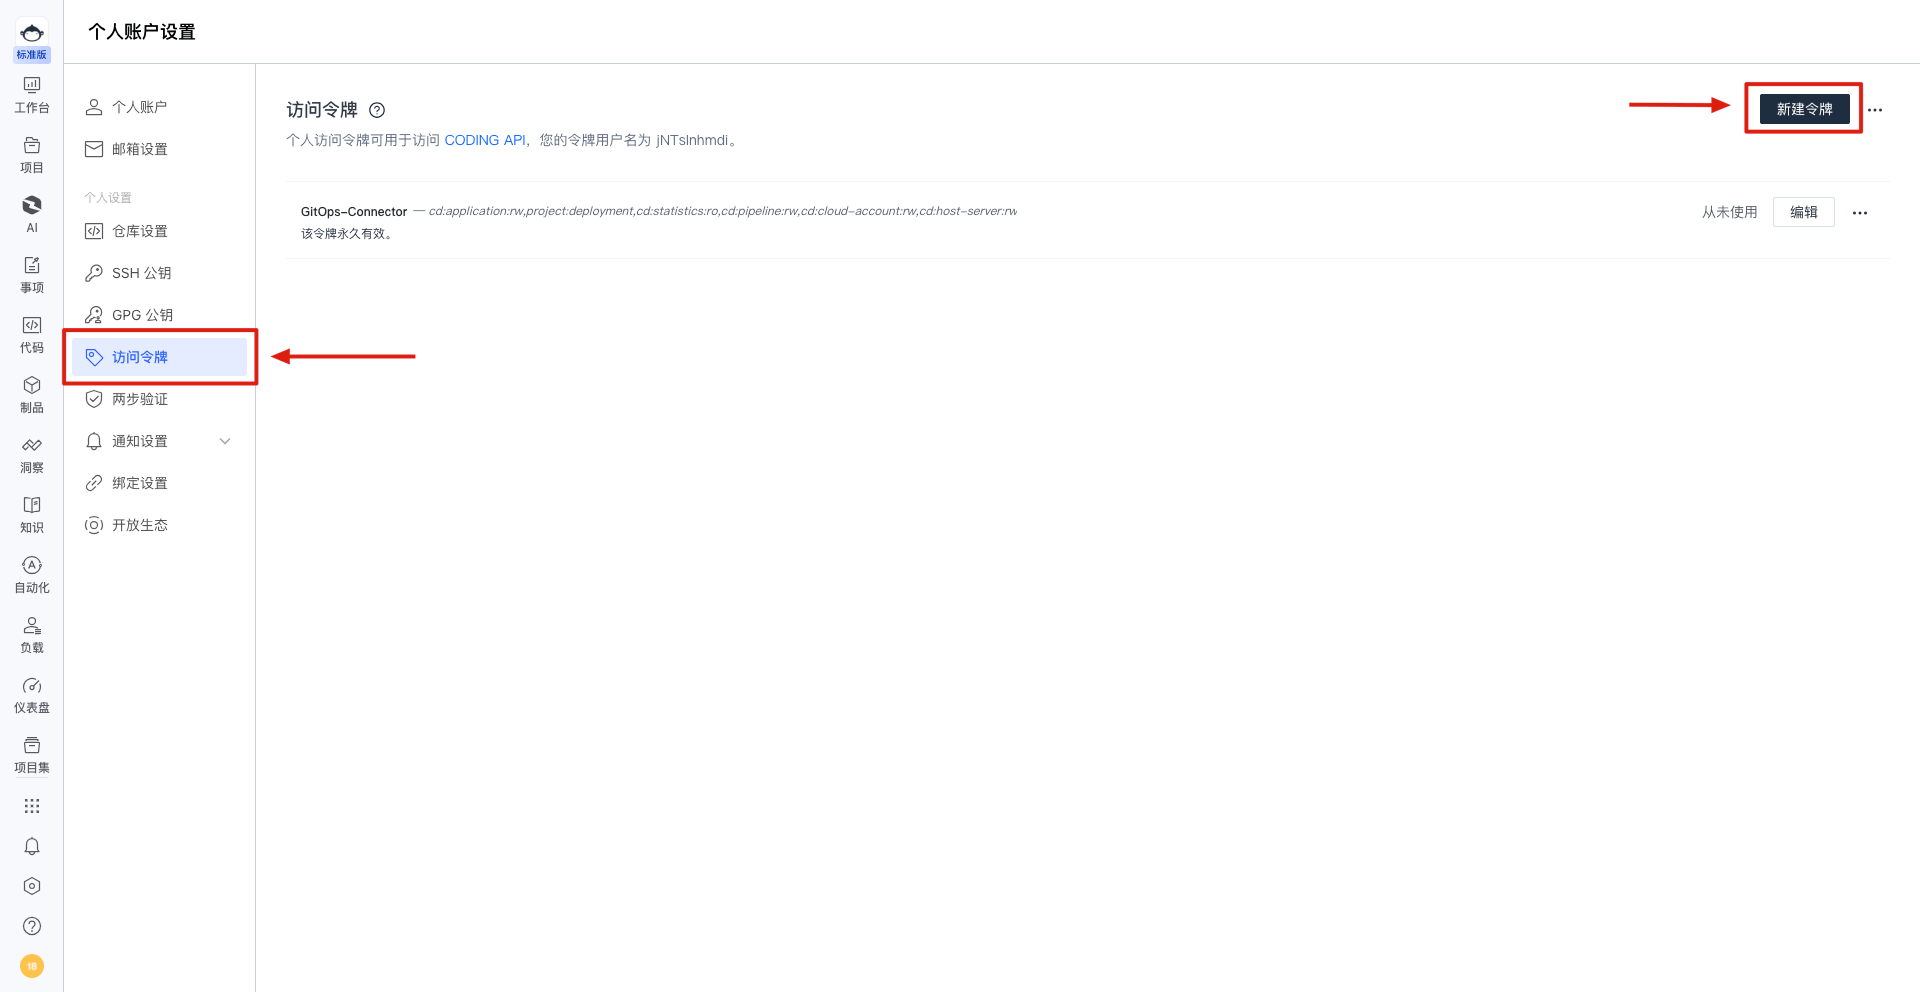 标准版
工作台
项目
AI
事项
代码
制品
洞察
知识
自动化
负载
仪表盘
项目集
18
个人账户设置
个人账户
邮箱设置
个人设置
仓库设置
SSH 公钥
GPG 公钥
访问令牌
两步验证
通知设置
绑定设置
开放生态
访问令牌
新建令牌
个人访问令牌可用于访问 CODING API，您的令牌用户名为 jNTsInhmdi。
GitOps-Connector — cd:application:rw,project:deployment,cd:statistics:ro,cd:pipeline:rw,cd:cloud-account:rw,cd:host-server:rw
从未使用 编辑
该令牌永久有效。